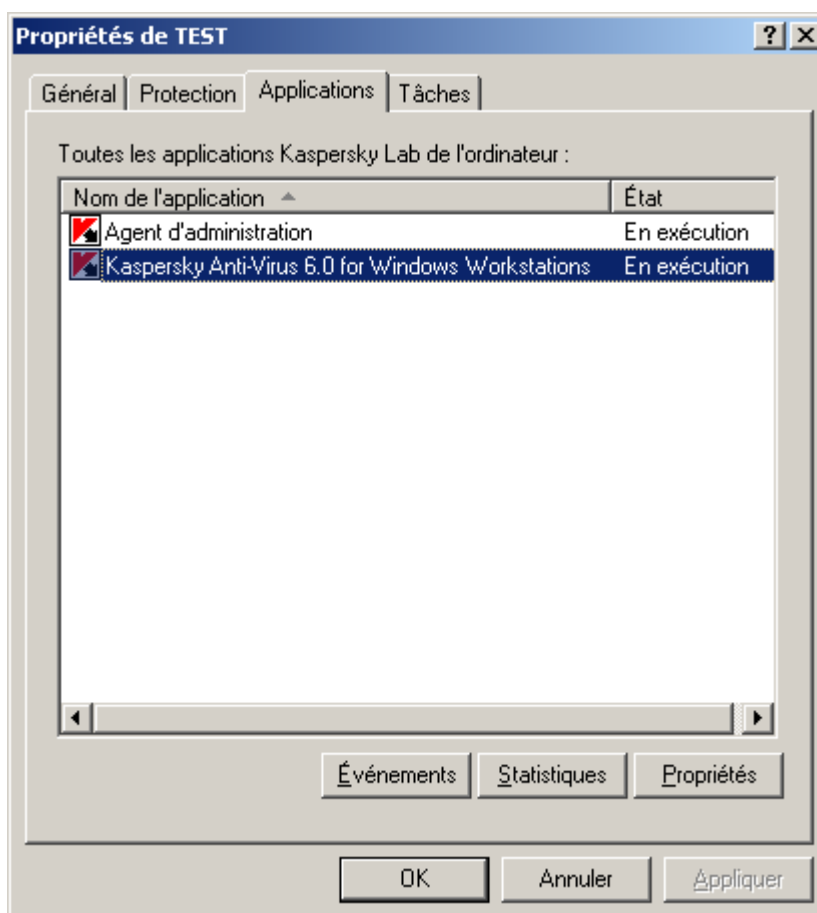 Propriétés de TEST
Général Protection Applications Tâches
Toutes les applications Kaspersky Lab de l'ordinateur :
Nom de l'application État
Agent d'administration En exécution
Kaspersky Anti-Virus 6.0 for Windows Workstations En exécution
Événements Statistiques Propriétés
OK Annuler Appliquer